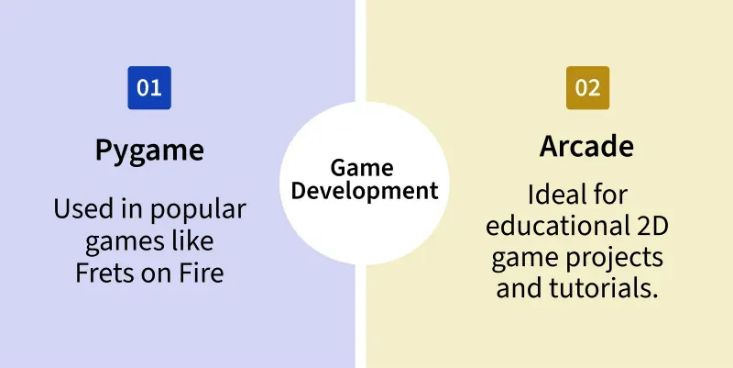 01
Pygame
Used in popular
games like
Frets on Fire
Game
Development
02
Arcade
Ideal for
educational 2D
game projects
and tutorials.